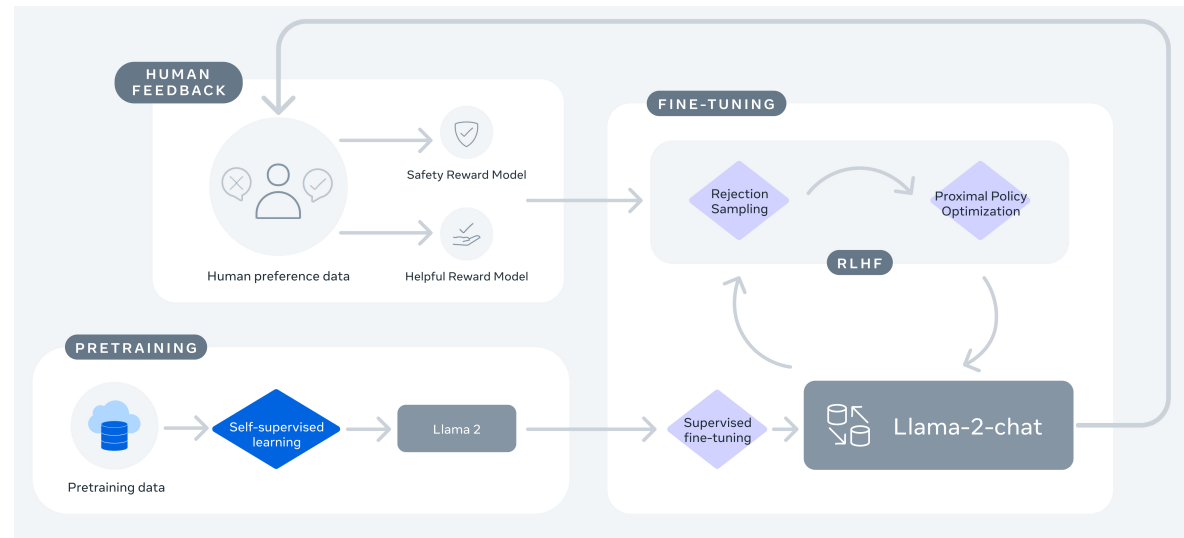 HUMAN
FEEDBACK
Safety Reward Model
Human preference data
Helpful Reward Model
FINE-TUNING
Rejection
Sampling
Proximal Policy
Optimization
RLHF
PRETRAINING
Pretraining data
Self-supervised
learning
Llama 2
Supervised
fine-tuning
Llama-2-chat